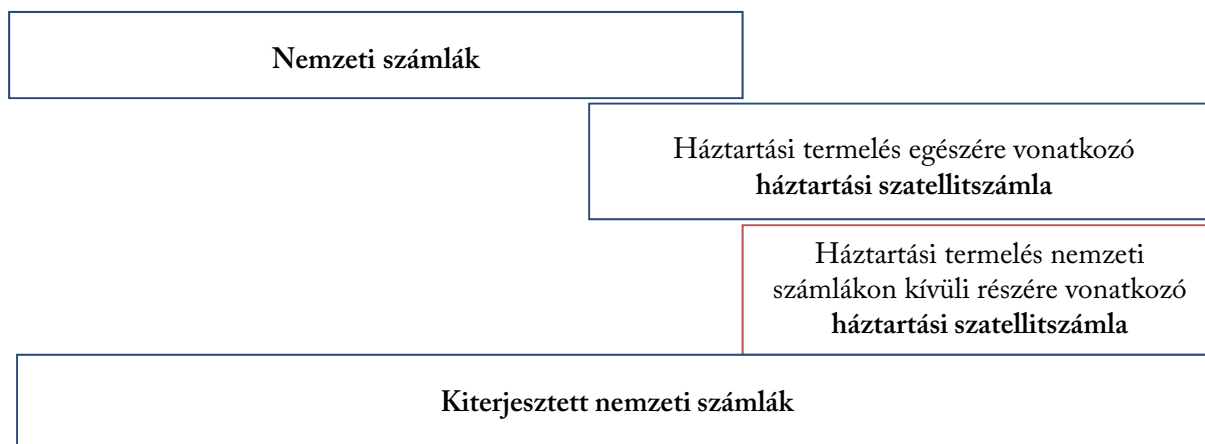 Nemzeti számlák
Háztartási termelés egészére vonatkozó
háztartási szatellitszámla
Háztartási termelés nemzeti
számlákon kívüli részére vonatkozó
háztartási szatellitszámla
Kiterjesztett nemzeti számlák